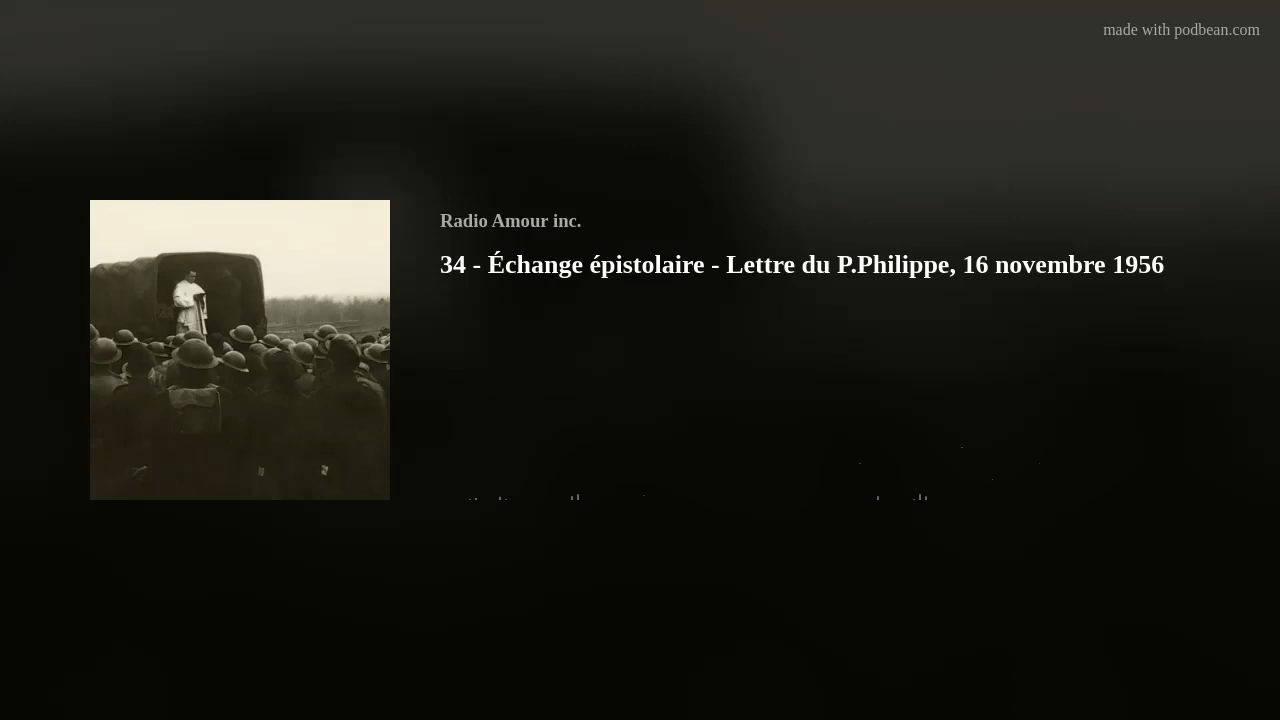 made with podbean.com
Radio Amour inc.
34 - Échange épistolaire - Lettre du P.Philippe, 16 novembre 1956